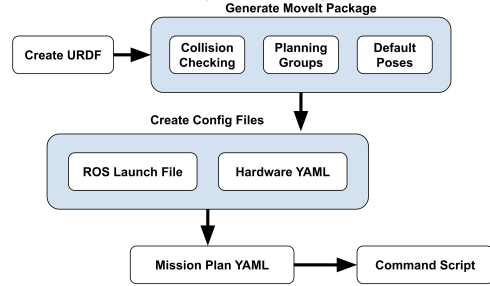 Generate MoveIt Package
Create URDF
Collision
Checking
Planning
Groups
Default
Poses
Create Config Files
ROS Launch File
Hardware YAML
Mission Plan YAML
Command Script